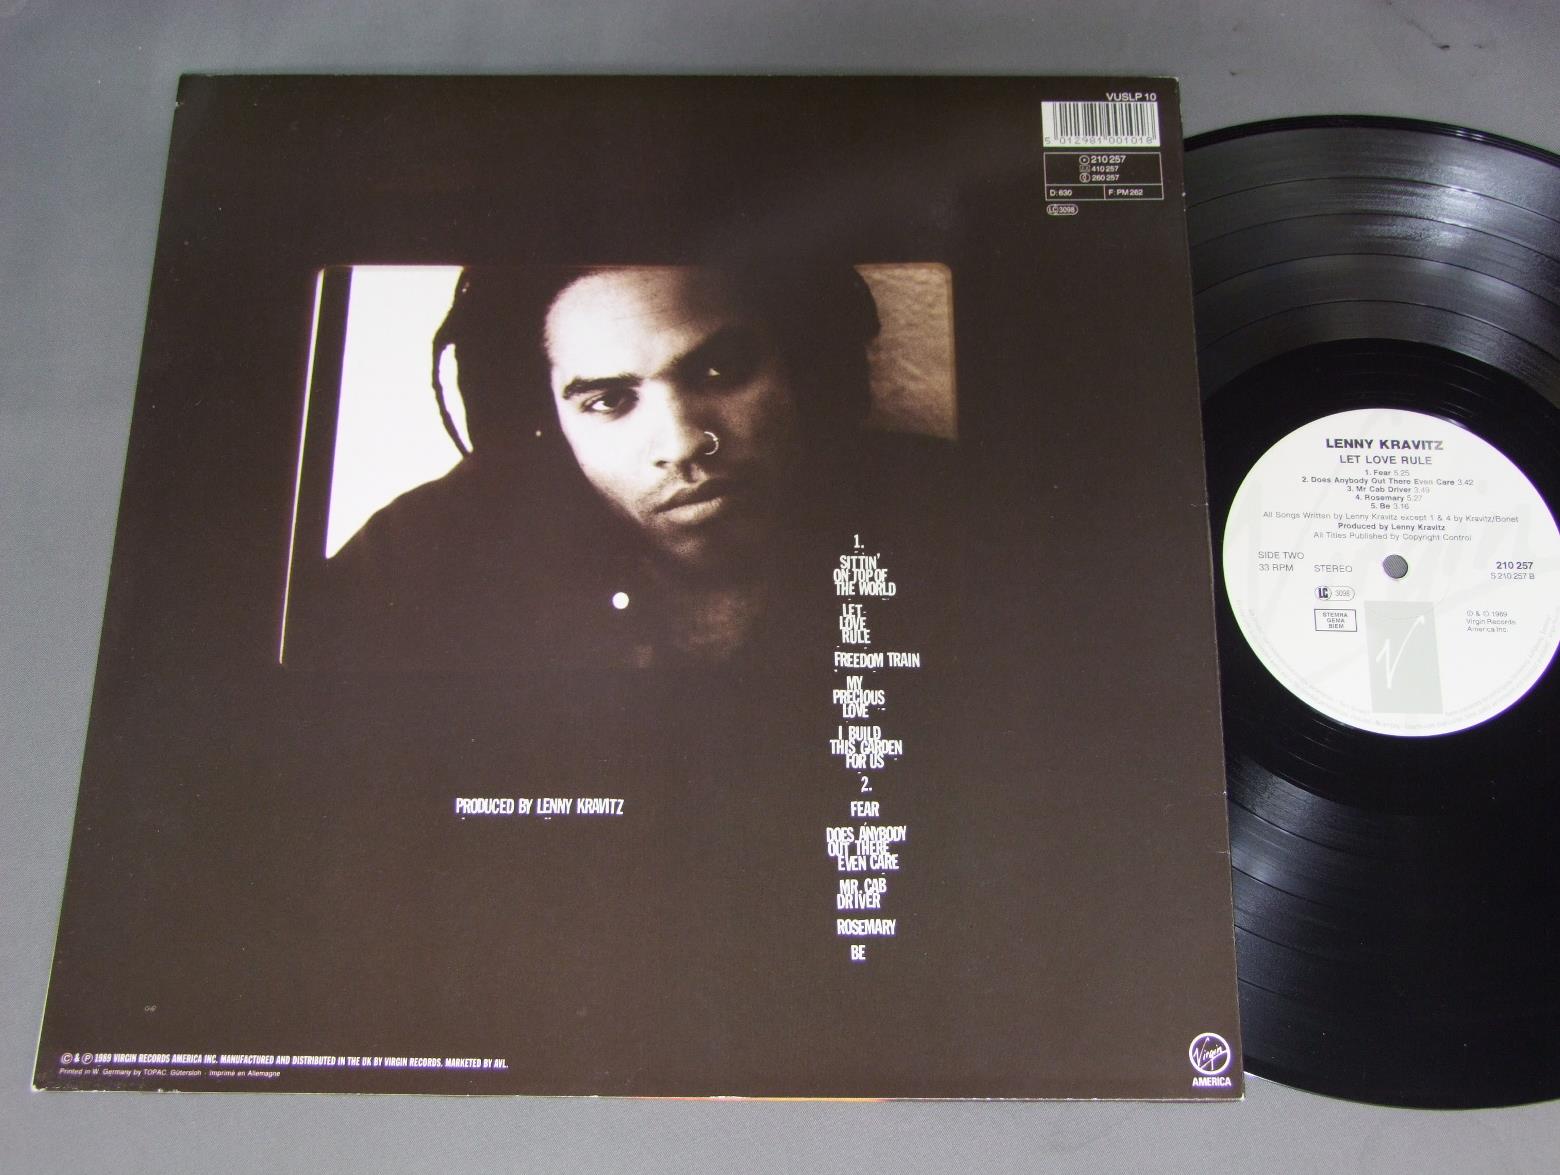 VUSLP 10
5 012981 001018
210 257
410 257
260 257
D: 630
F: PM 262
LC 3098
1.
SITTIN'
ON TOP OF
THE WORLD
LET
LOVE
RULE
FREEDOM TRAIN
MY
PRECIOUS
LOVE
I BUILD
THIS GARDEN
FOR US
2.
FEAR
DOES ANYBODY
OUT THERE
EVEN CARE
MR. CAB
DRIVER
ROSEMARY
BE
PRODUCED BY LENNY KRAVITZ
© & ℗ 1989 VIRGIN RECORDS AMERICA INC. MANUFACTURED AND DISTRIBUTED IN THE UK BY VIRGIN RECORDS. MARKETED BY AVL.
Printed in W. Germany by TOPAC. Gütersloh · Imprimé en Allemagne
Virgin
AMERICA
LENNY KRAVITZ
LET LOVE RULE
1. Fear 5.25
2. Does Anybody Out There Even Care 3.42
3. Mr Cab Driver 3.49
4. Rosemary 5.27
5. Be 3.16
All Songs Written by Lenny Kravitz except 1 & 4 by Kravitz/Bonet
Produced by Lenny Kravitz
All Titles Published by Copyright Control
SIDE TWO
33 RPM STEREO
210 257
S 210 257 B
LC 3098
STEMRA
GEMA
BIEM
℗ & © 1989
Virgin Records
America Inc.